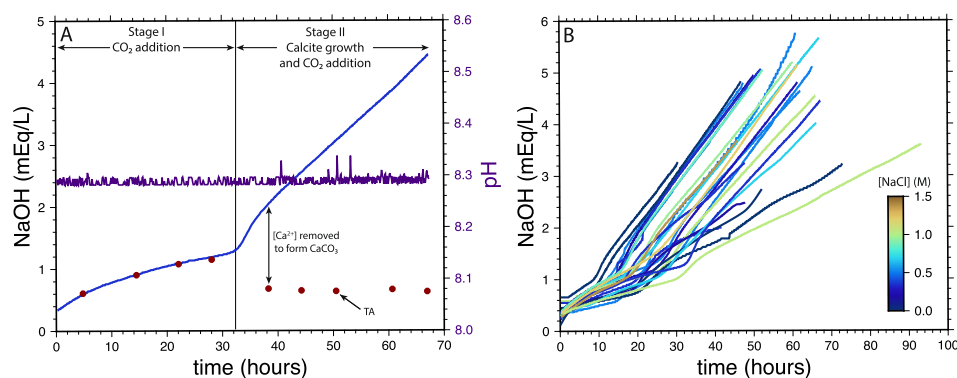 A
Stage I
CO₂ addition
Stage II
Calcite growth
and CO₂ addition
[Ca²⁺] removed
to form CaCO₃
TA
NaOH (mEq/L)
0
1
2
3
4
5
pH
8.0
8.1
8.2
8.3
8.4
8.5
8.6
0
10
20
30
40
50
60
70
time (hours)
B
NaOH (mEq/L)
0
1
2
3
4
5
6
[NaCl] (M)
1.5
1.0
0.5
0.0
0
10
20
30
40
50
60
70
80
90
100
time (hours)